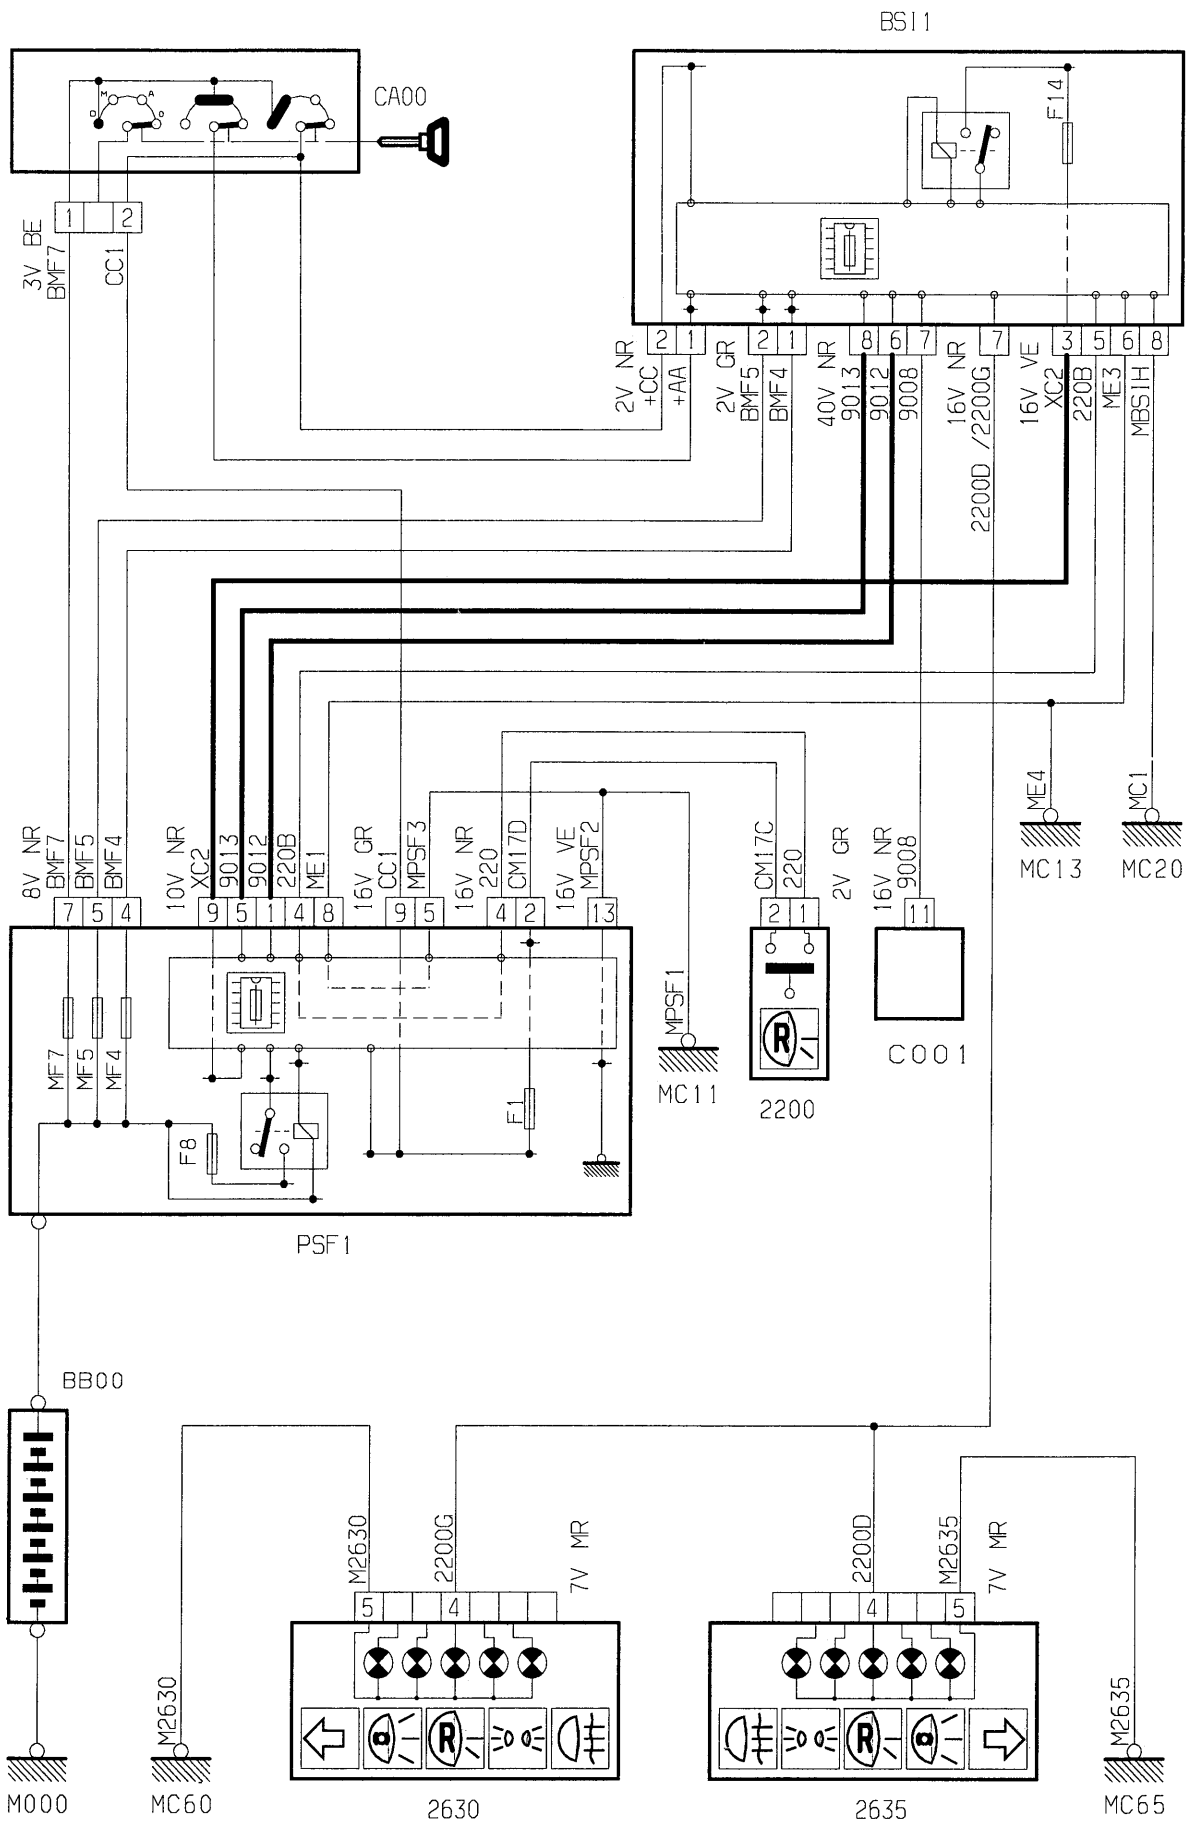 BSI1
CA00
M
A
D
D
F14
1
2
3V BE
BMF7
CC1
2
1
2
1
8
6
7
7
3
5
6
8
2V NR
+CC
+AA
2V GR
BMF5
BMF4
40V NR
9013
9012
9008
16V NR
2200D /2200G
16V VE
XC2
220B
ME3
MBSIH
8V NR
BMF7
BMF5
BMF4
10V NR
XC2
9013
9012
220B
ME1
16V GR
CC1
MPSF3
16V NR
220
CM17D
16V VE
MPSF2
CM17C
220
2V GR
16V NR
9008
ME4
MC1
MC13
MC20
7
5
4
9
5
1
4
8
9
5
4
2
13
2
1
11
MPSF1
MC11
R
2200
C001
MF7
MF5
MF4
F8
F1
PSF1
BB00
M2630
2200G
7V MR
2200D
M2635
7V MR
5
4
4
5
R
R
M2630
M2635
M000
MC60
2630
2635
MC65